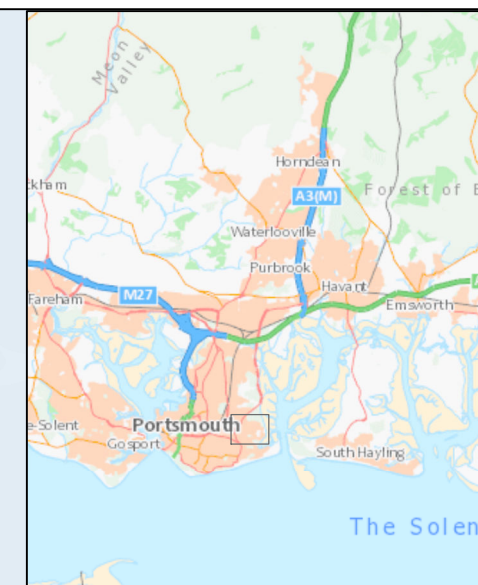 Meon
Valley
Horndean
ckham
A3(M)
Forest of B
Waterlooville
Purbrook
Havant
M27
Fareham
Emsworth
e-Solent
Portsmouth
Gosport
South Hayling
The Solen